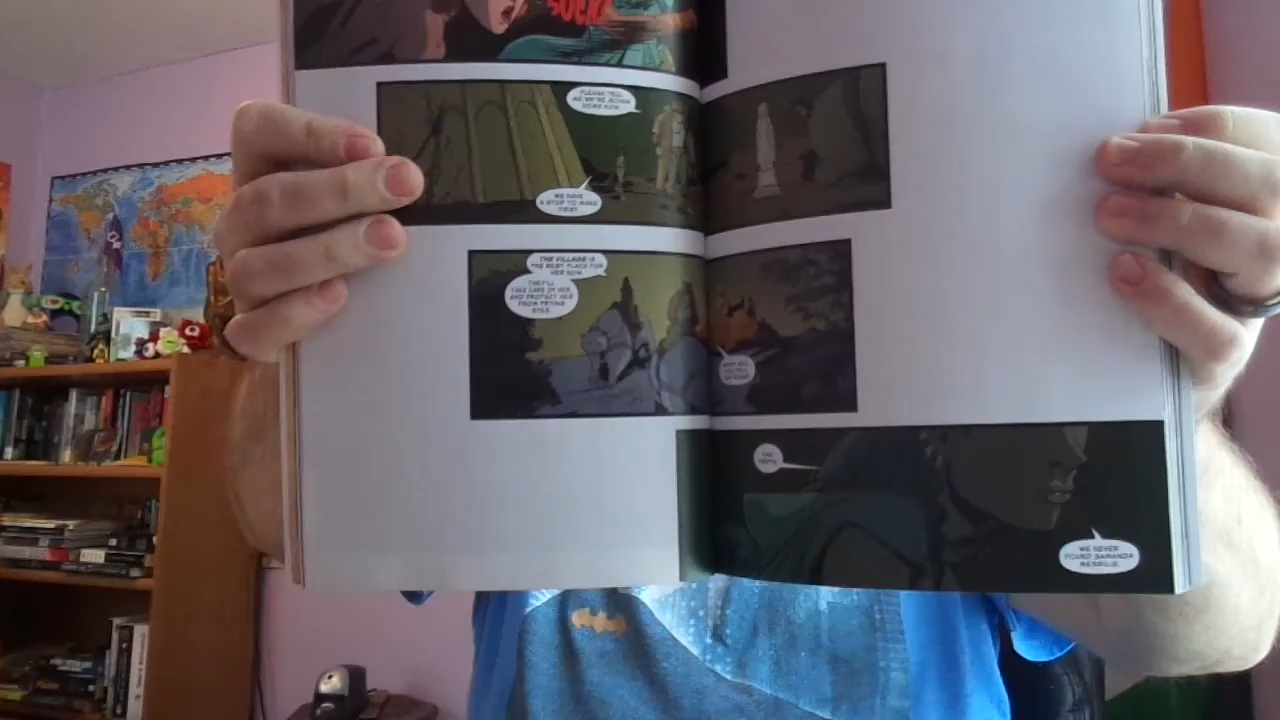 SUCK!
PLEASE TELL
ME WE'RE GOING
HOME NOW.
WE HAVE
A STOP TO MAKE
FIRST.
THE VILLAINS IS
THE BEST PLACE FOR
HER NOW.
THEY'LL
TAKE CARE OF HER,
AND PROTECT HER
FROM PRYING
EYES.
THE
TRUTH.
WE NEVER
FOUND SAMANDA
MERRILIS.